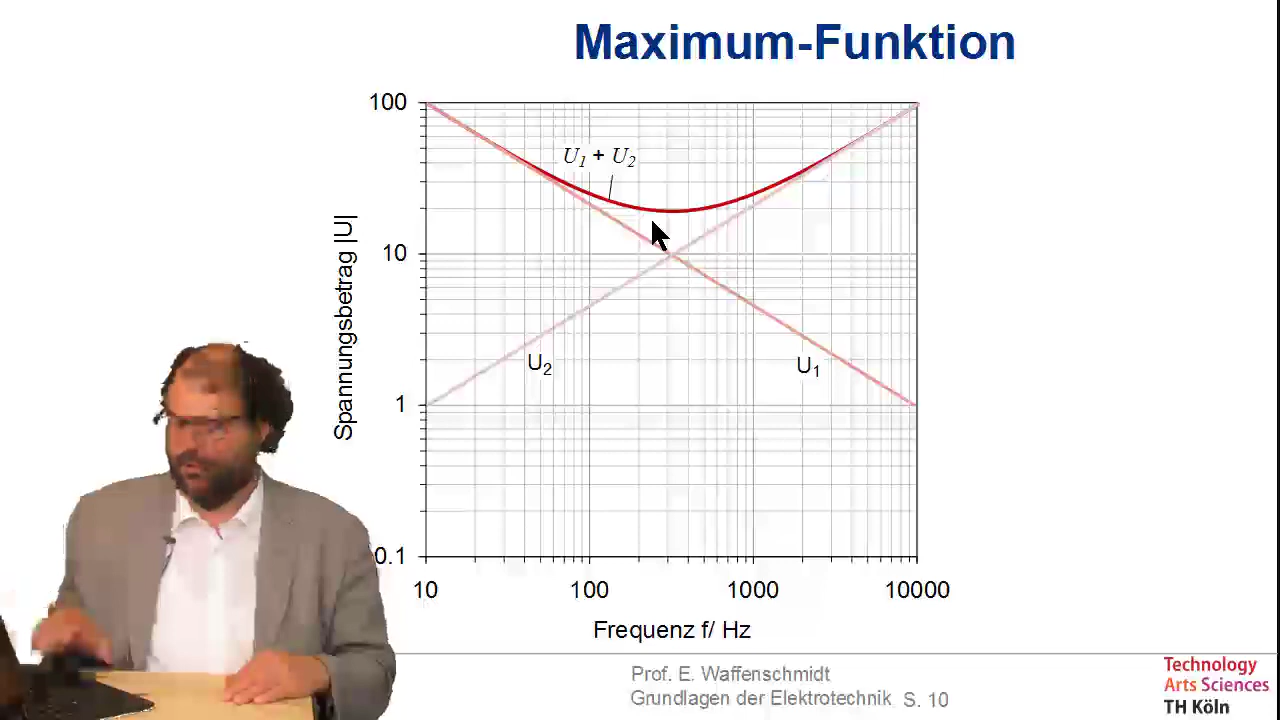 Maximum-Funktion
100
10
1
0.1
Spannungsbetrag |U|
U1 + U2
U2
U1
10 100 1000 10000
Frequenz f/ Hz
Prof. E. Waffenschmidt
Grundlagen der Elektrotechnik S. 10
Technology
Arts Sciences
TH Köln